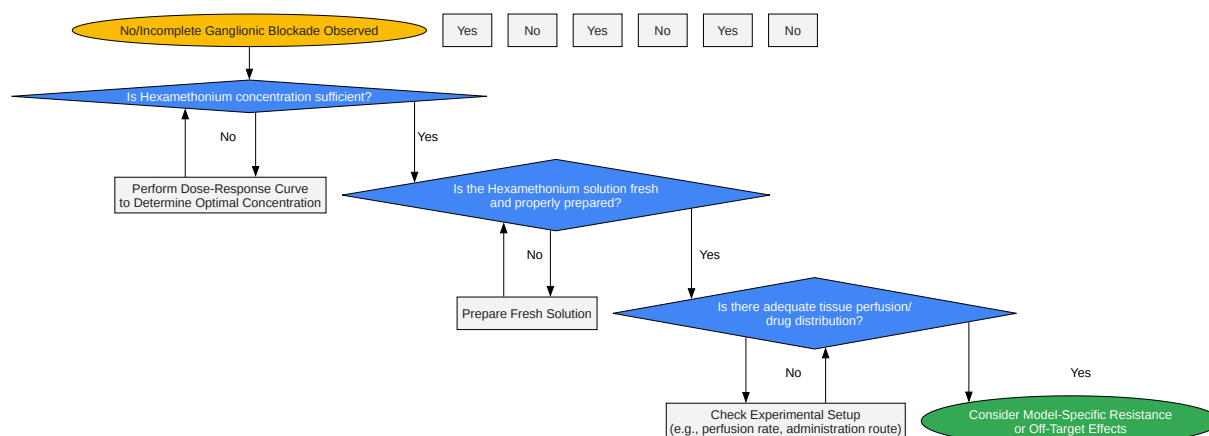 No/Incomplete Ganglionic Blockade Observed
Yes
No
Yes
No
Yes
No
Is Hexamethonium concentration sufficient?
No
Yes
Perform Dose-Response Curve
to Determine Optimal Concentration
Is the Hexamethonium solution fresh
and properly prepared?
No
Yes
Prepare Fresh Solution
Is there adequate tissue perfusion/
drug distribution?
No
Yes
Check Experimental Setup
(e.g., perfusion rate, administration route)
Consider Model-Specific Resistance
or Off-Target Effects